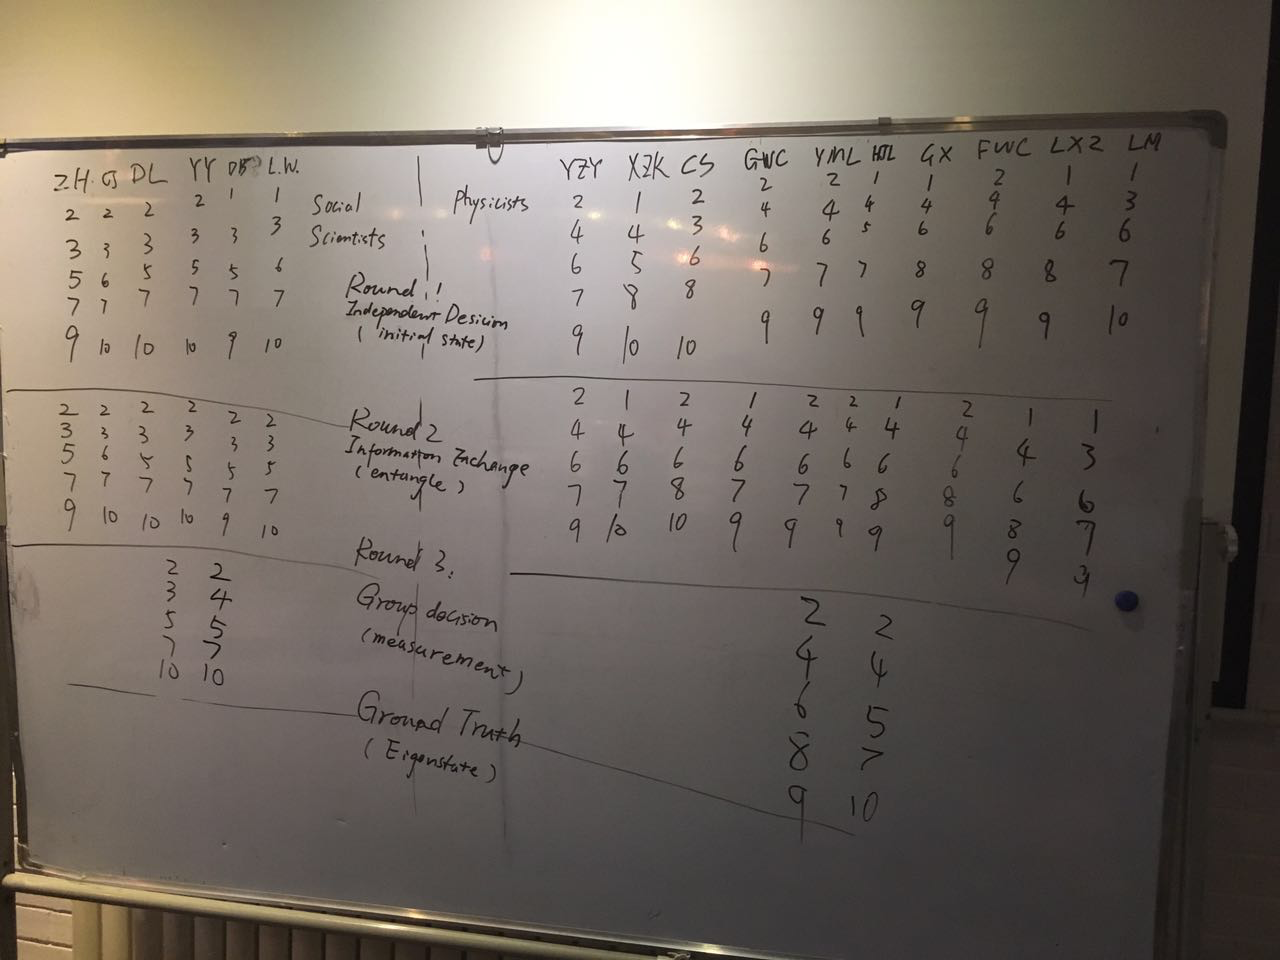 Z.H. CJ DL YY DB? L.W.
2 2 2 2 1 1
3 3 3 3 3 3
5 6 5 5 5 6
7 7 7 7 7 7
9 10 10 10 9 10
Social
Scientists
Round 1!
Independent Desicion
(initial state)
Physicists
YZY XZK CS GWC YML HJL GX FWC LXZ LM
2 1 2 2 2 1 1 2 1 1
4 4 3 4 4 4 4 4 4 3
6 5 6 6 6 5 6 6 6 6
7 8 8 7 7 7 8 8 8 7
9 10 10 9 9 9 9 9 9 10
2 2 2 2 2 2
3 3 3 3 3 3
5 6 5 5 5 5
7 7 7 7 7 7
9 10 10 10 9 10
Round 2
Information Exchange
(entangle)
2 1 2 1 2 2 1 2 1 1
4 4 4 4 4 4 4 4 4 3
6 6 6 6 6 6 6 6 6 6
7 7 8 7 7 7 8 8 8 7
9 10 10 9 9 9 9 9 9
2 2
3 4
5 5
7 7
10 10
Round 3.
Group decision
(measurement)
2 2
4 4
6 5
8 7
9 10
Ground Truth
(Eigenstate)